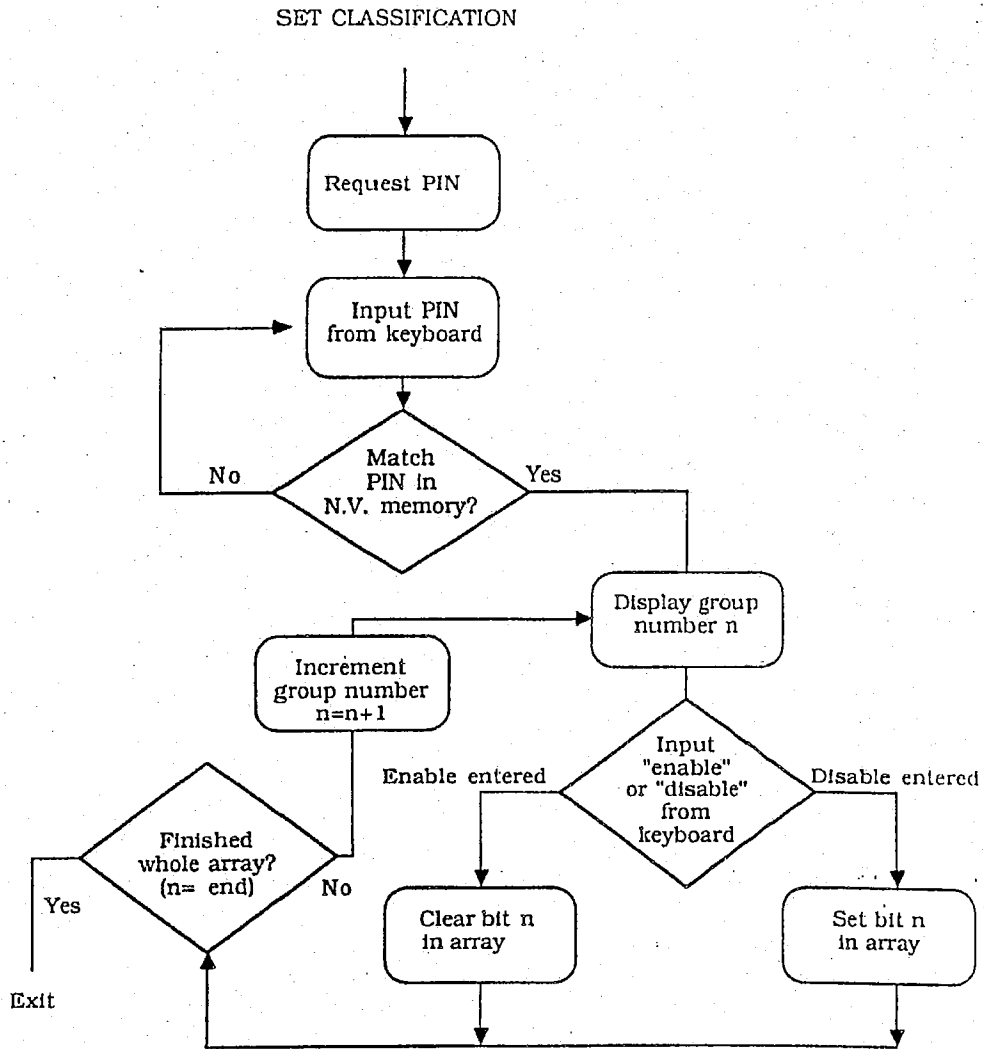 SET CLASSIFICATION
Request PIN
Input PIN
from keyboard
Match
PIN in
N.V. memory?
No
Yes
Display group
number n
Increment
group number
n=n+1
Input
"enable"
or "disable"
from
keyboard
Enable entered
Disable entered
Finished
whole array?
(n= end)
No
Yes
Clear bit n
in array
Set bit n
in array
Exit